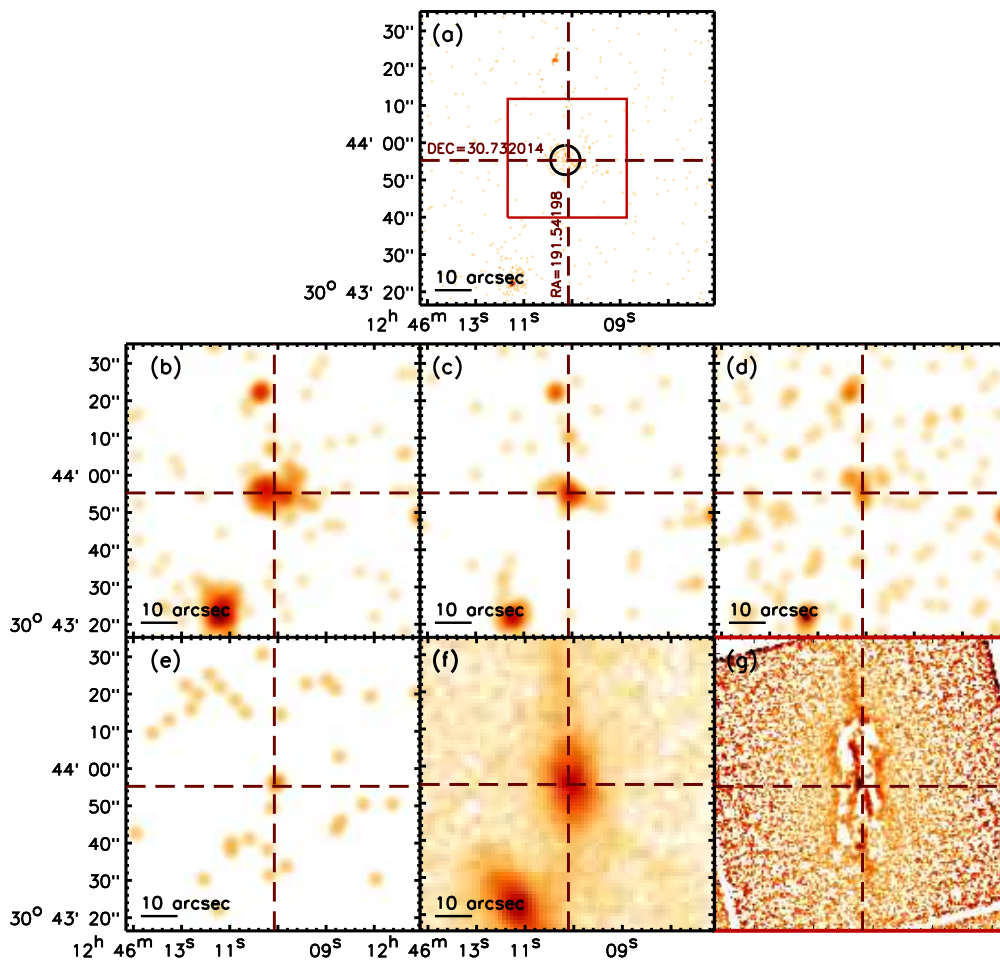 (a)
30''
20''
10''
44' 00''
50''
40''
30''
30° 43' 20''
DEC=30.732014
RA=191.54198
10 arcsec
12ʰ 46ᵐ 13ˢ 11ˢ 09ˢ
(b) (c) (d)
30''
20''
10''
44' 00''
50''
40''
30''
30° 43' 20''
10 arcsec 10 arcsec 10 arcsec
(e) (f) (g)
30''
20''
10''
44' 00''
50''
40''
30''
30° 43' 20''
10 arcsec 10 arcsec
12ʰ 46ᵐ 13ˢ 11ˢ 09ˢ 12ʰ 46ᵐ 13ˢ 11ˢ 09ˢ